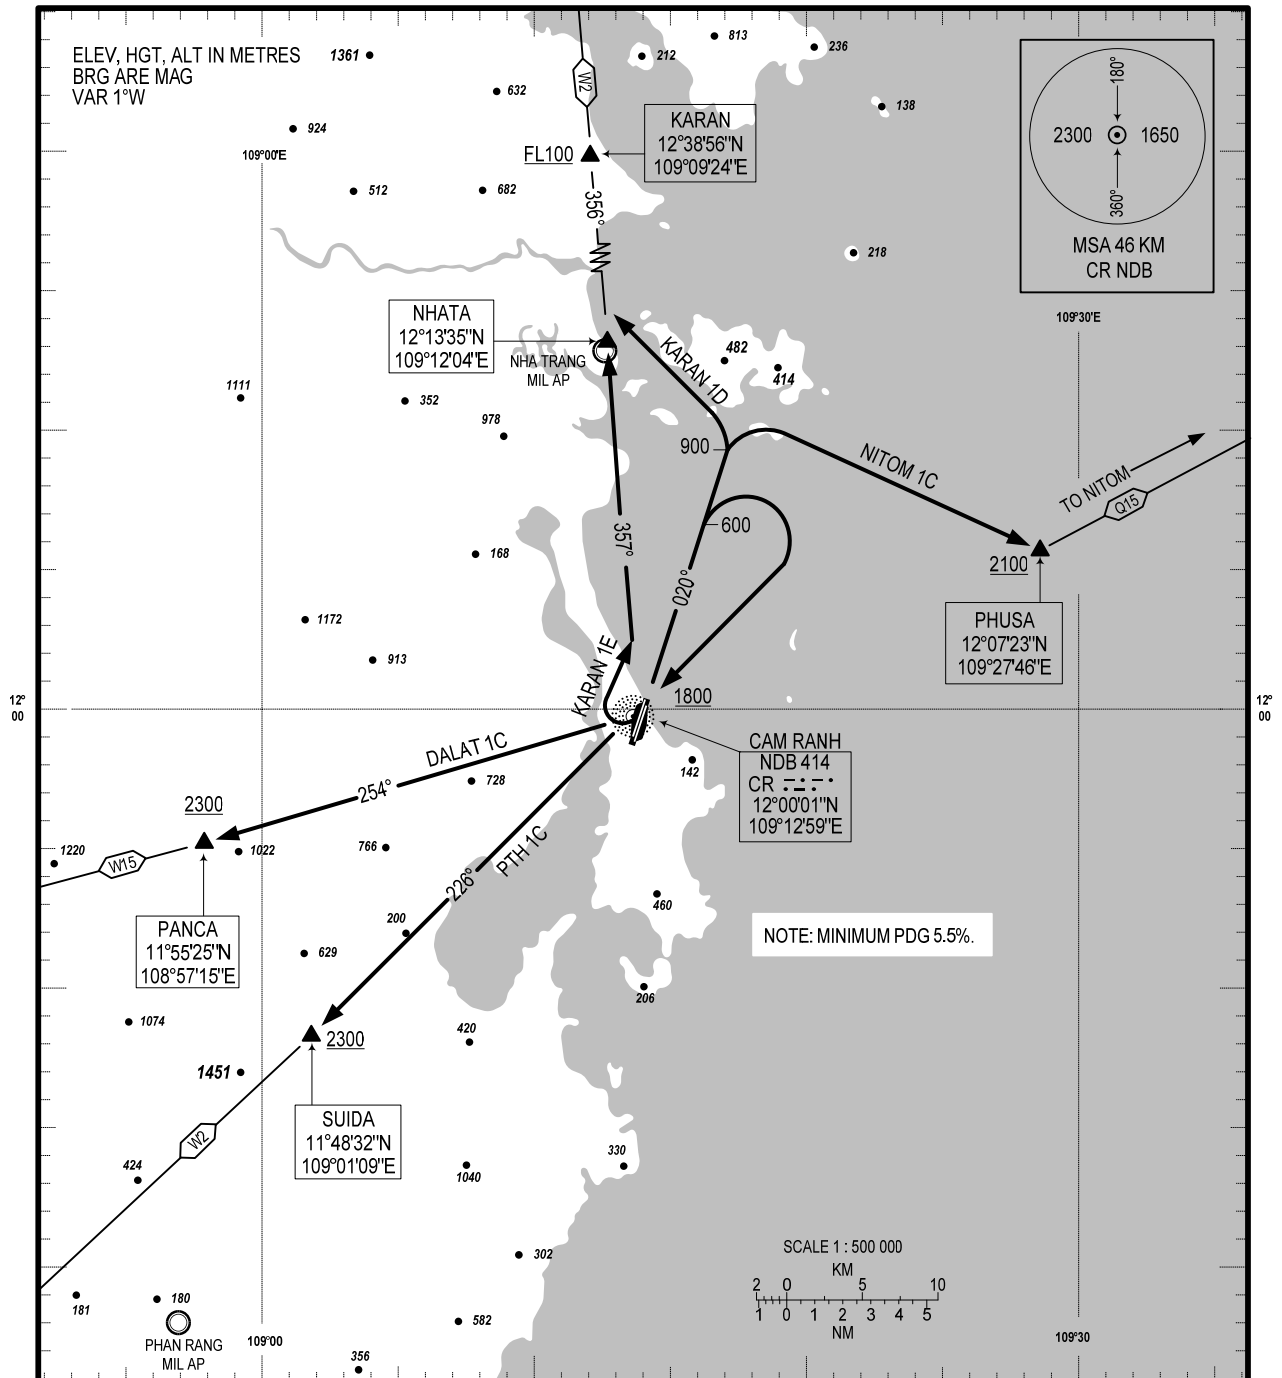 ELEV, HGT, ALT IN METRES
BRG ARE MAG
VAR 1°W
1361
W2
212
813
236
180°
632
138
924
KARAN
12°38'56"N
109°09'24"E
2300
1650
109°00'E
FL100
512
682
356°
360°
MSA 46 KM
CR NDB
218
NHATA
12°13'35"N
109°12'04"E
109°30'E
NHA TRANG
MIL AP
KARAN 1D
482
414
1111
352
978
900
NITOM 1C
TO NITOM
Q15
600
357°
168
2100
020°
PHUSA
12°07'23"N
109°27'46"E
1172
913
KARAN 1E
12°
00
1800
12°
00
DALAT 1C
CAM RANH
NDB 414
CR
12°00'01"N
109°12'59"E
142
728
254°
2300
1220
W15
1022
766
PTH 1C
226°
PANCA
11°55'25"N
108°57'15"E
200
460
629
NOTE: MINIMUM PDG 5.5%.
206
1074
2300
420
1451
SUIDA
11°48'32"N
109°01'09"E
W2
424
1040
330
302
SCALE 1 : 500 000
KM
2 0 5 10
1 0 1 2 3 4 5
NM
181
180
582
PHAN RANG
MIL AP
109°00
109°30
356